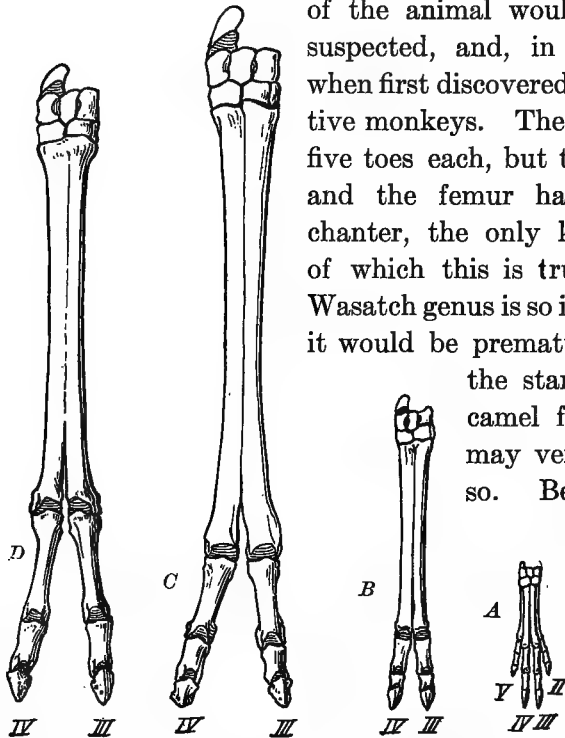 of the animal woul
suspected, and, in
when first discovered
tive monkeys. The
five toes each, but t
and the femur ha
chanter, the only
of which this is tru
Wasatch genus is so i
it would be prematu
the star
camel f
may ver
so. Be
D
C
B
A
V
II
IV III
IV III
IV III
IV III